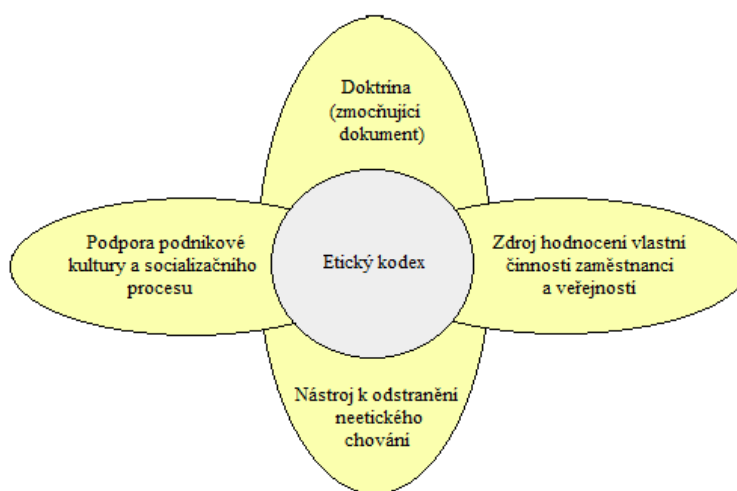 Doktrína
(zmocňující
dokument)
Podpora podnikové
kultury a socializačního
procesu
Etický kodex
Zdroj hodnocení vlastní
činnosti zaměstnanci
a veřejností
Nástroj k odstranění
neetického
chování